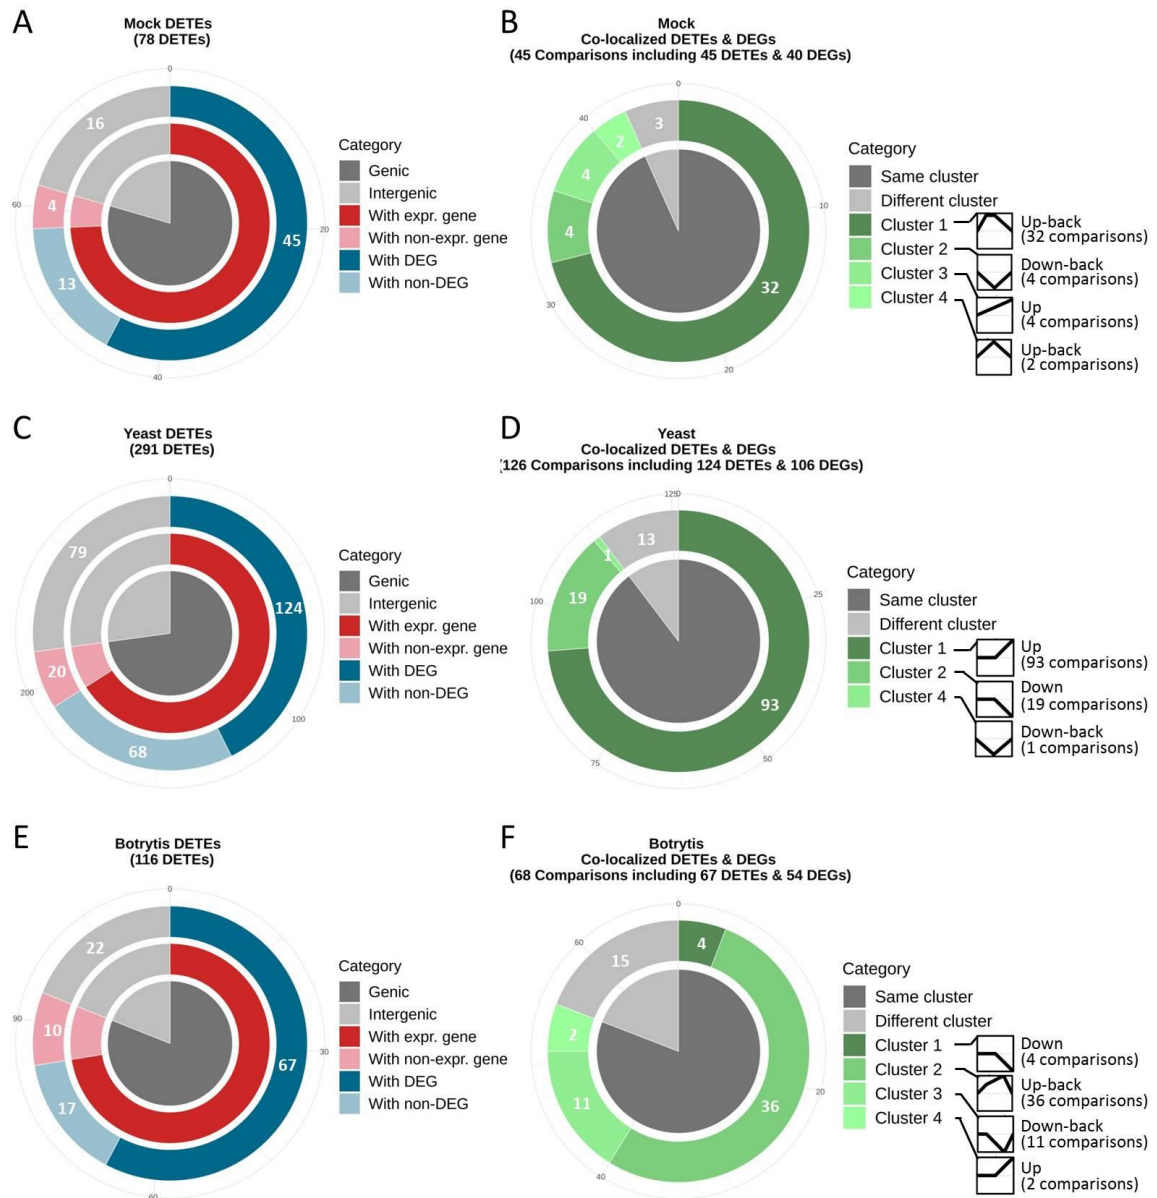 A
Mock DETEs
(78 DETEs)
0
20
40
60
16
4
13
45
Category
Genic
Intergenic
With expr. gene
With non-expr. gene
With DEG
With non-DEG
B
Mock
Co-localized DETEs & DEGs
(45 Comparisons including 45 DETEs & 40 DEGs)
0
10
20
30
40
3
2
4
4
32
Category
Same cluster
Different cluster
Cluster 1
Cluster 2
Cluster 3
Cluster 4
Up-back
(32 comparisons)
Down-back
(4 comparisons)
Up
(4 comparisons)
Up-back
(2 comparisons)
C
Yeast DETEs
(291 DETEs)
0
100
200
79
20
68
124
Category
Genic
Intergenic
With expr. gene
With non-expr. gene
With DEG
With non-DEG
D
Yeast
Co-localized DETEs & DEGs
(126 Comparisons including 124 DETEs & 106 DEGs)
125
0
25
50
75
100
13
1
19
93
Category
Same cluster
Different cluster
Cluster 1
Cluster 2
Cluster 4
Up
(93 comparisons)
Down
(19 comparisons)
Down-back
(1 comparisons)
E
Botrytis DETEs
(116 DETEs)
0
30
60
90
22
10
17
67
Category
Genic
Intergenic
With expr. gene
With non-expr. gene
With DEG
With non-DEG
F
Botrytis
Co-localized DETEs & DEGs
(68 Comparisons including 67 DETEs & 54 DEGs)
0
20
40
60
15
4
2
11
36
Category
Same cluster
Different cluster
Cluster 1
Cluster 2
Cluster 3
Cluster 4
Down
(4 comparisons)
Up-back
(36 comparisons)
Down-back
(11 comparisons)
Up
(2 comparisons)